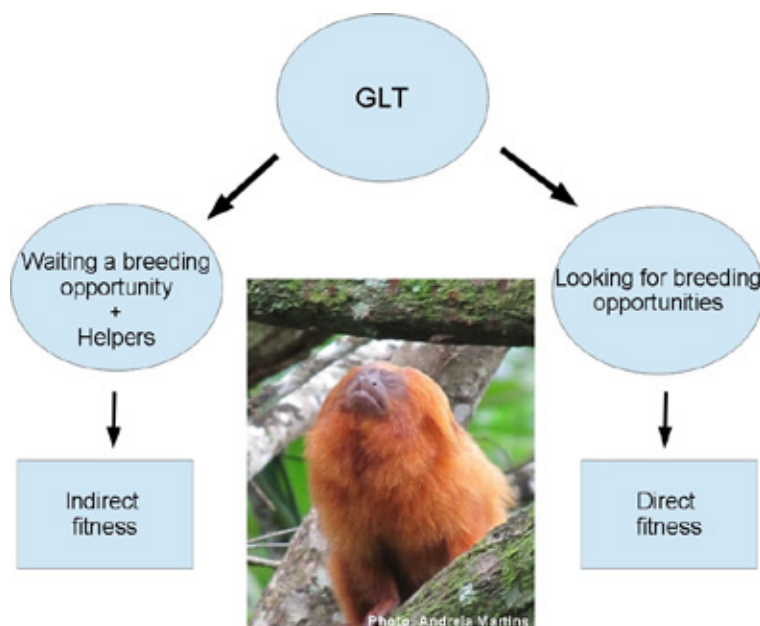 GLT
Waiting a breeding
opportunity
+
Helpers
Looking for breeding
opportunities
Indirect
fitness
Direct
fitness
Photo: Andreia Martins